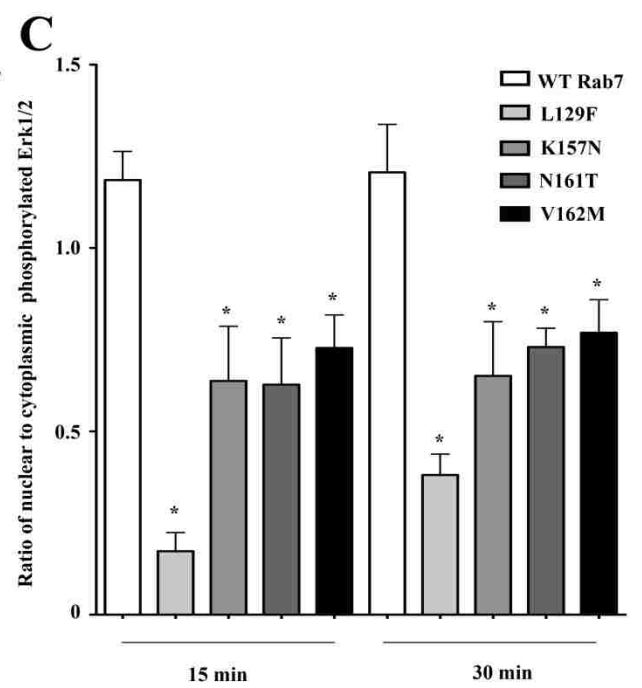 C
Ratio of nuclear to cytoplasmic phosphorylated Erk1/2
1.5
1.0
0.5
0
WT Rab7
L129F
K157N
N161T
V162M
*
*
*
*
*
*
*
*
15 min
30 min